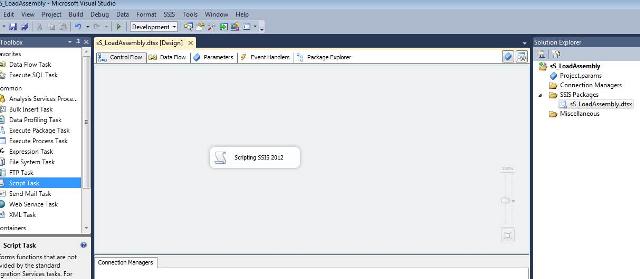 sS_LoadAssembly - Microsoft Visual Studio
View Project Build Debug Data Format SSIS Tools Window Help
Development
Toolbox
avorites
Data Flow Task
Execute SQL Task
ommon
Analysis Services Proce...
Bulk Insert Task
Data Profiling Task
Execute Package Task
Execute Process Task
Expression Task
File System Task
FTP Task
Script Task
Send Mail Task
Web Service Task
XML Task
ontainers
Script Task
forms functions that are not
vided by the standard
gration Services tasks. For
sS_LoadAssembly.dtsx [Design]
Control Flow Data Flow Parameters Event Handlers Package Explorer
Scripting SSIS 2012
100%
Connection Managers
Solution Explorer
sS_LoadAssembly
Project.params
Connection Managers
SSIS Packages
sS_LoadAssembly.dtsx
Miscellaneous